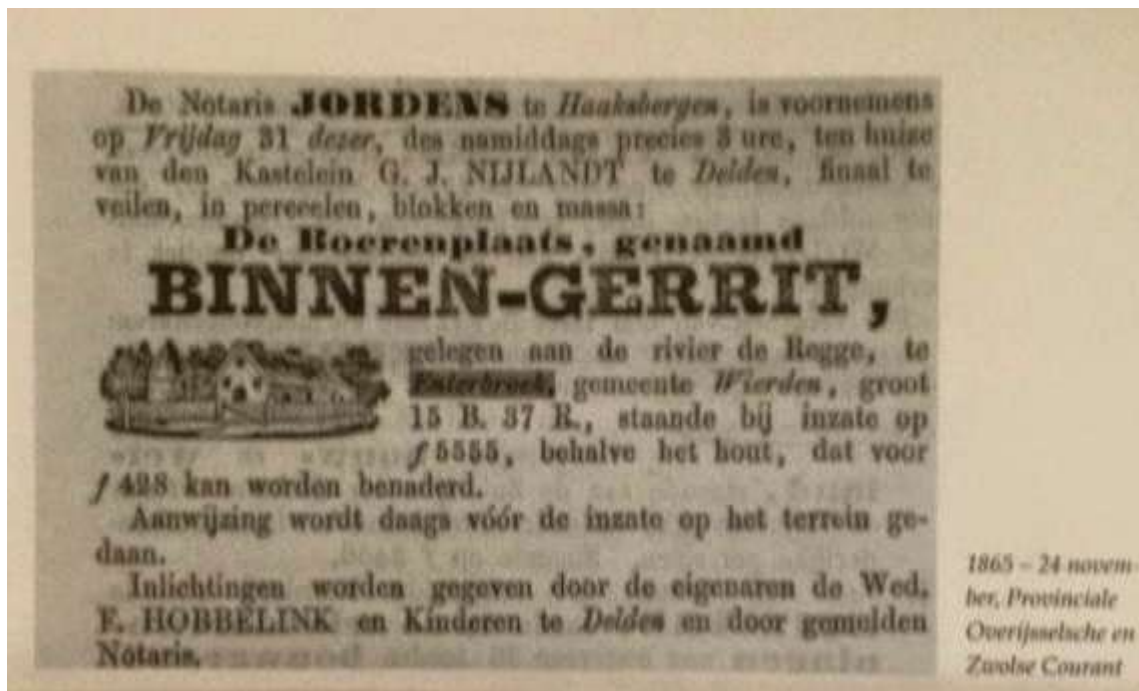 De Notaris JORDENS te Haaksbergen, is voornemens
op Vrijdag 31 dezer, des namiddags precies 3 ure, ten huize
van den Kastelein G. J. NIJLANDT te Delden, finaal te
veilen, in perceelen, blokken en massa:
De Boerenplaats, genaamd
BINNEN-GERRIT,
gelegen aan de rivier de Regge, te
Enterbroek, gemeente Wierden, groot
15 B. 37 R., staande bij inzate op
f 5555, behalve het hout, dat voor
f 428 kan worden benaderd.
Aanwijzing wordt daags vóór de inzate op het terrein ge-
daan.
Inlichtingen worden gegeven door de eigenaren de Wed.
F. HOBBELINK en Kinderen te Delden en door gemelden
Notaris.
1865 – 24 novem-
ber, Provinciale
Overijsselsche en
Zwolse Courant